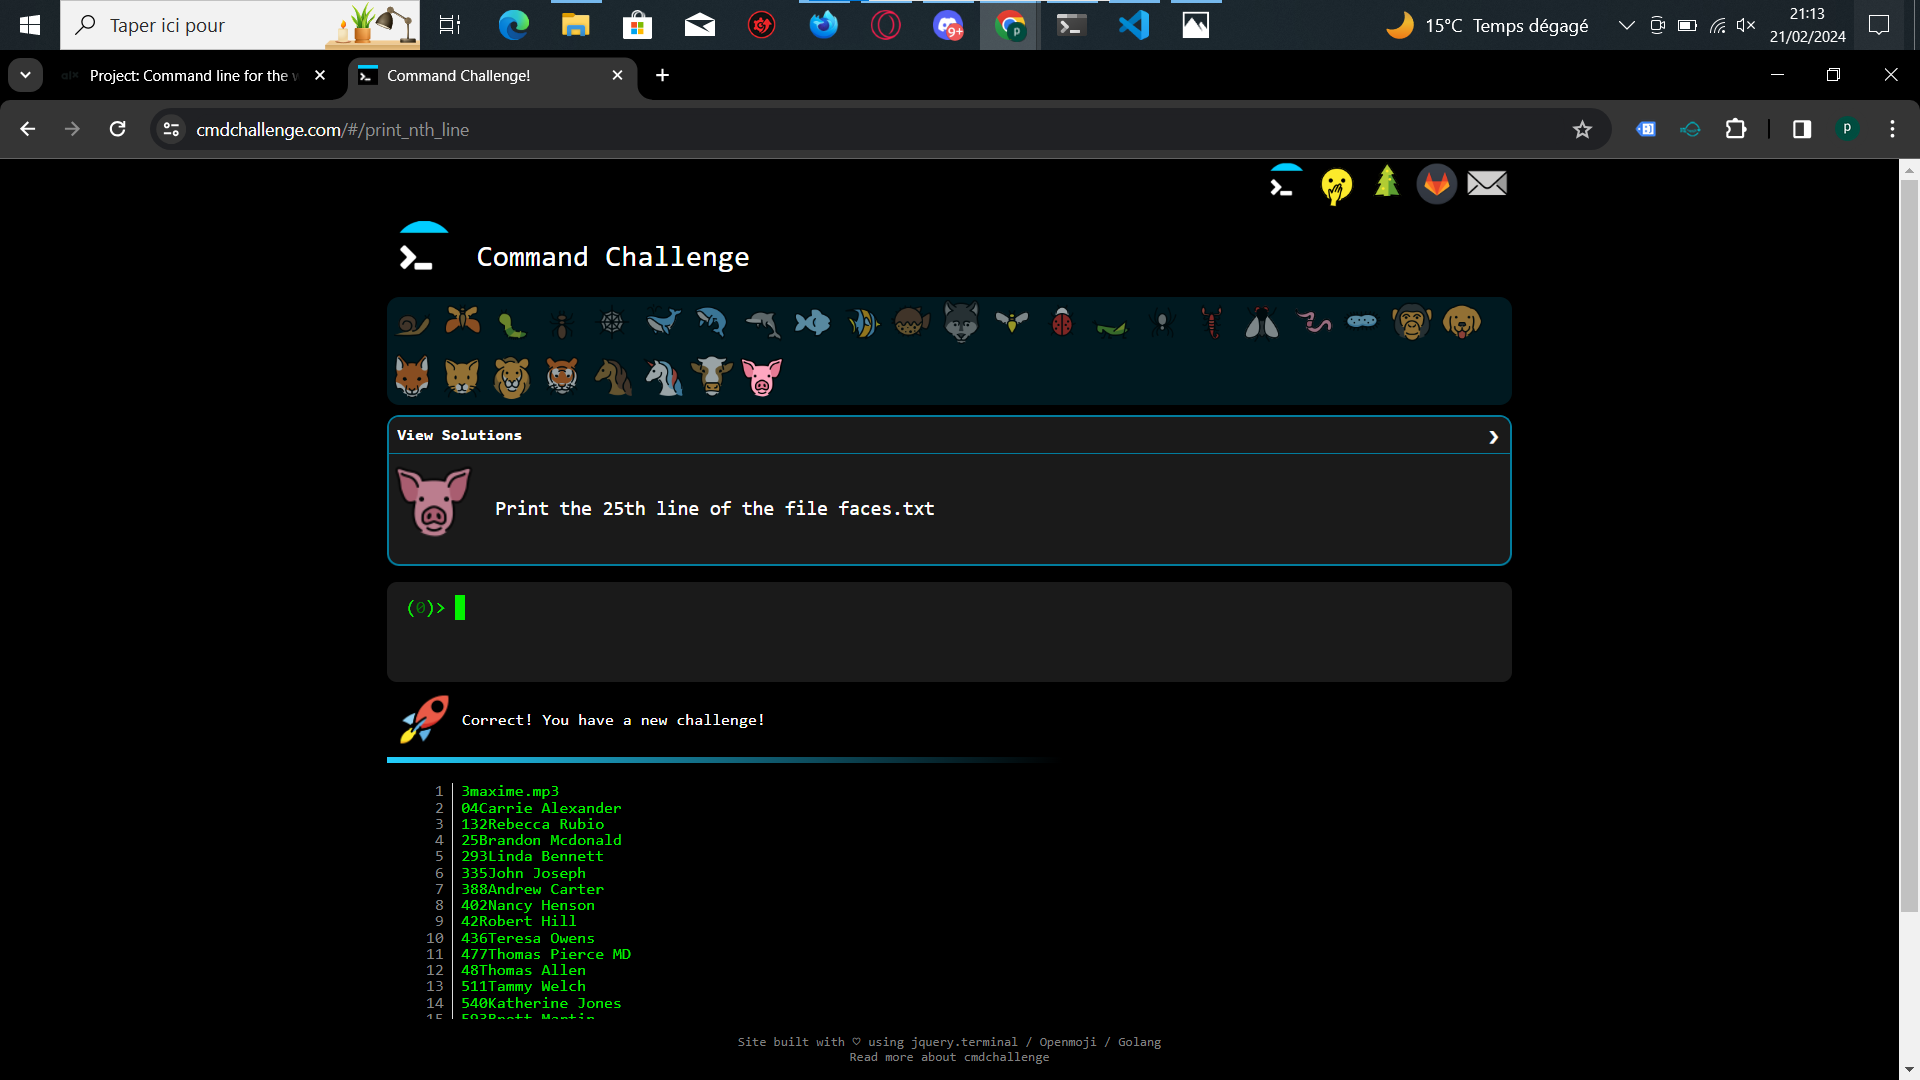 Taper ici pour
9+
P
15°C Temps dégagé
21:13
21/02/2024
Project: Command line for the w
Command Challenge!
cmdchallenge.com/#/print_nth_line
P
Command Challenge
View Solutions
Print the 25th line of the file faces.txt
(0)>
Correct! You have a new challenge!
1 3maxime.mp3
2 04Carrie Alexander
3 132Rebecca Rubio
4 25Brandon Mcdonald
5 293Linda Bennett
6 335John Joseph
7 388Andrew Carter
8 402Nancy Henson
9 42Robert Hill
10 436Teresa Owens
11 477Thomas Pierce MD
12 48Thomas Allen
13 511Tammy Welch
14 540Katherine Jones
15 593Brett Martin
Site built with ♡ using jquery.terminal / Openmoji / Golang
Read more about cmdchallenge